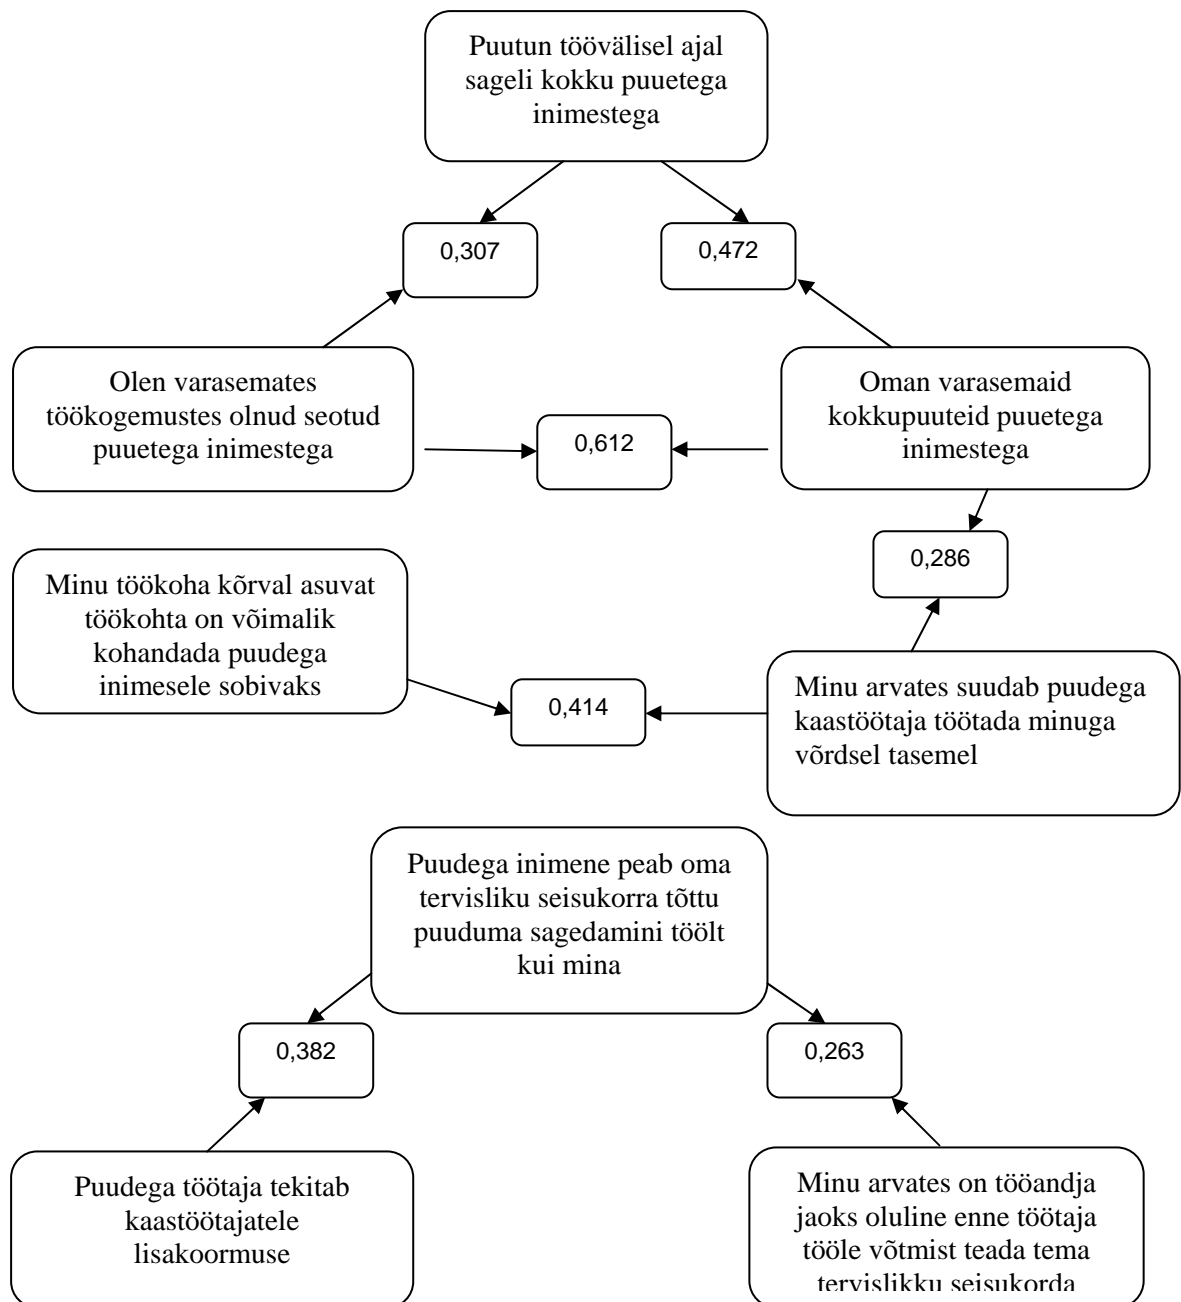 Puutun töövälisel ajal
sageli kokku puuetega
inimestega
0,307
0,472
Olen varasemates
töökogemustes olnud seotud
puuetega inimestega
0,612
Oman varasemaid
kokkupuuteid puuetega
inimestega
0,286
Minu töökoha kõrval asuvat
töökohta on võimalik
kohandada puudega
inimesele sobivaks
0,414
Minu arvates suudab puudega
kaastöötaja töötada minuga
võrdsel tasemel
Puudega inimene peab oma
tervisliku seisukorra tõttu
puuduma sagedamini töölt
kui mina
0,382
0,263
Puudega töötaja tekitab
kaastöötajatele
lisakoormuse
Minu arvates on tööandja
jaoks oluline enne töötaja
tööle võtmist teada tema
tervislikku seisukorda